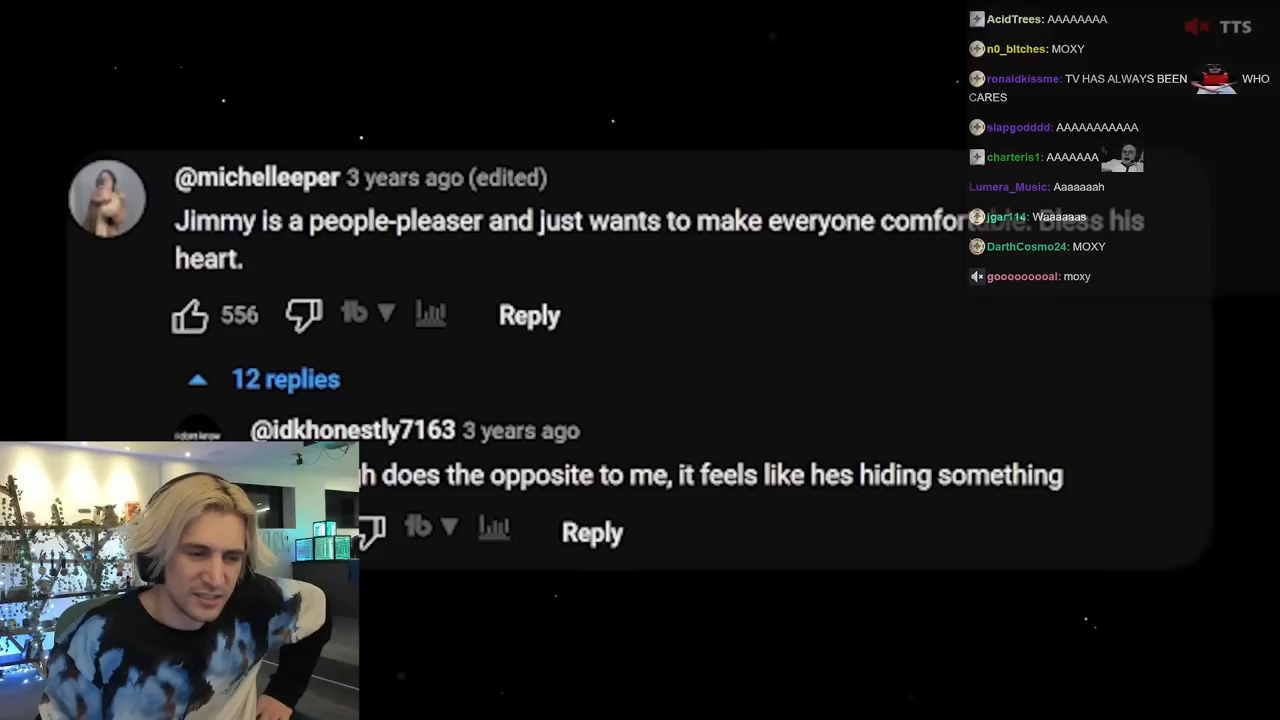 AcidTrees: AAAAAAAA
TTS
n0_bItches: MOXY
ronaldkissme: TV HAS ALWAYS BEEN WHO
CARES
slapgodddd: AAAAAAAAAAA
charteris1: AAAAAAA
Lumera_Music: Aaaaaaah
jgar114: Waaaaaas
DarthCosmo24: MOXY
gooooooooal: moxy
@michelleeper 3 years ago (edited)
Jimmy is a people-pleaser and just wants to make everyone comfortable. Bless his
heart.
556 Reply
12 replies
@idkhonestly7163 3 years ago
does the opposite to me, it feels like hes hiding something
Reply